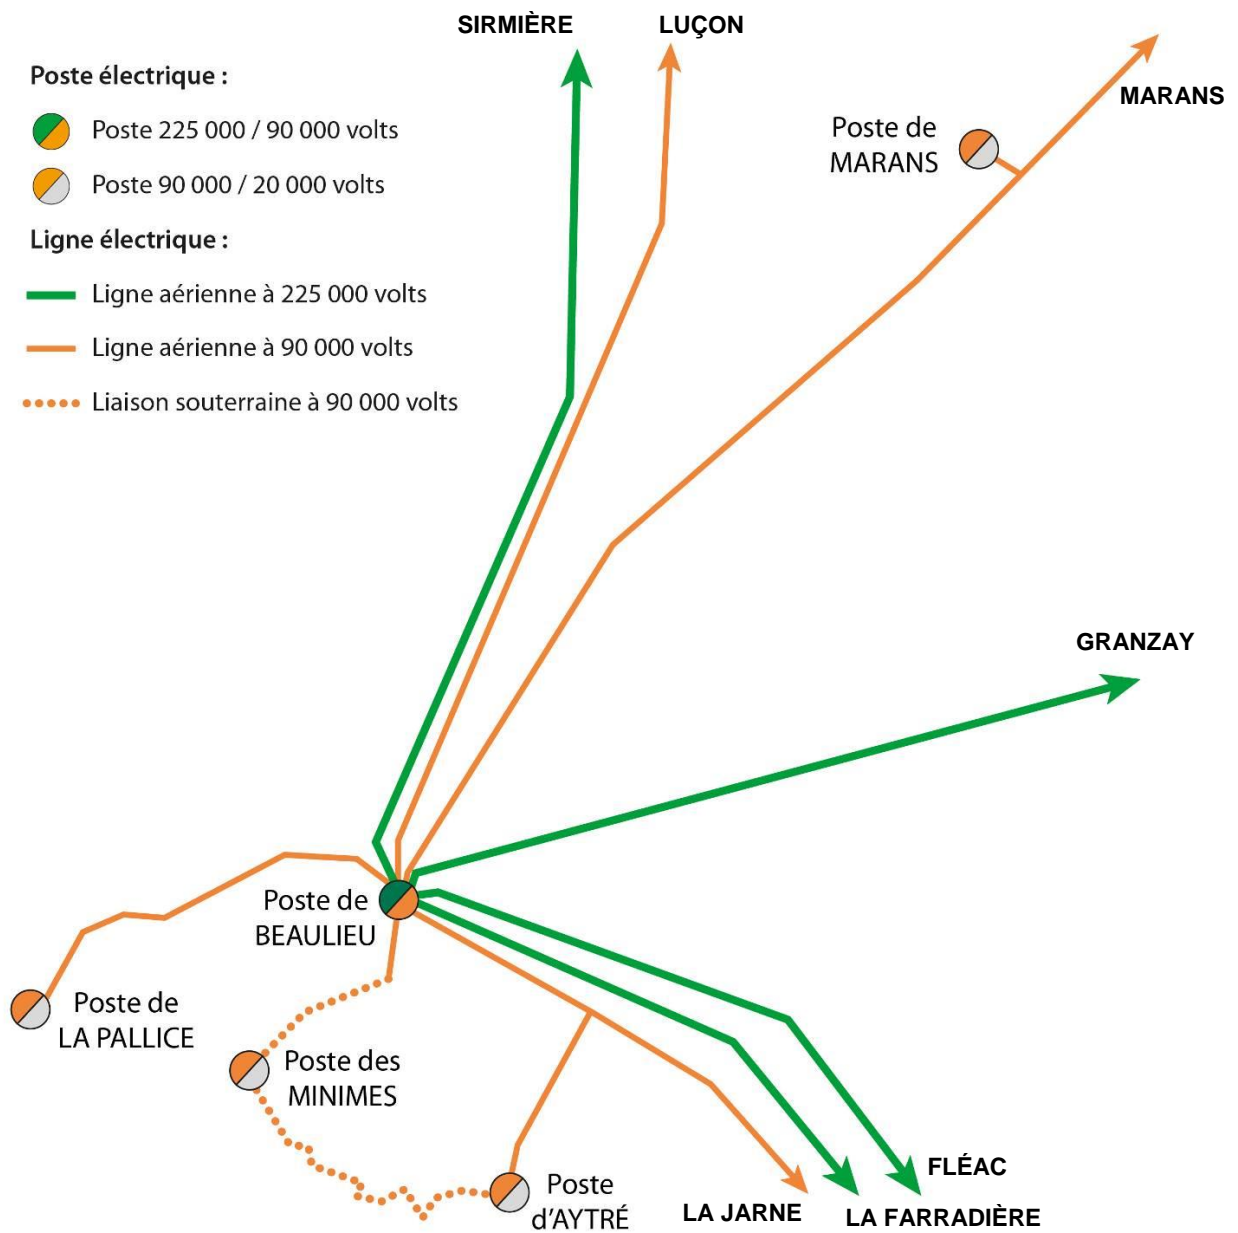 SIRMIÈRE
LUÇON
Poste électrique :
Poste 225 000 / 90 000 volts
Poste 90 000 / 20 000 volts
Ligne électrique :
Ligne aérienne à 225 000 volts
Ligne aérienne à 90 000 volts
Liaison souterraine à 90 000 volts
MARANS
Poste de
MARANS
GRANZAY
Poste de
BEAULIEU
Poste de
LA PALLICE
Poste des
MINIMES
Poste
d'AYTRÉ
FLÉAC
LA JARNE
LA FARRADIÈRE